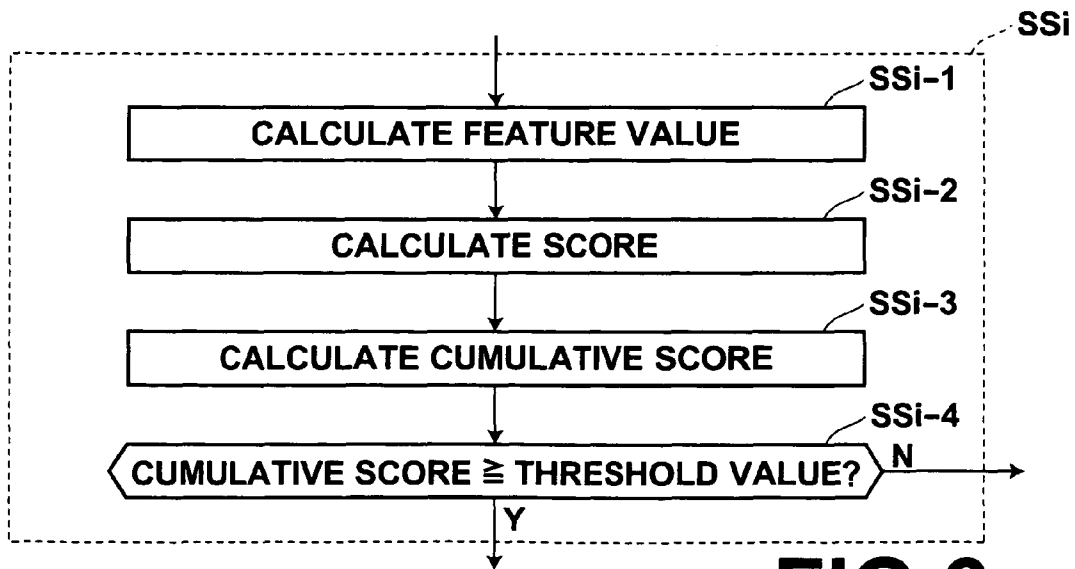 SSi
SSi-1
CALCULATE FEATURE VALUE
SSi-2
CALCULATE SCORE
SSi-3
CALCULATE CUMULATIVE SCORE
SSi-4
CUMULATIVE SCORE ≧ THRESHOLD VALUE?
N
Y